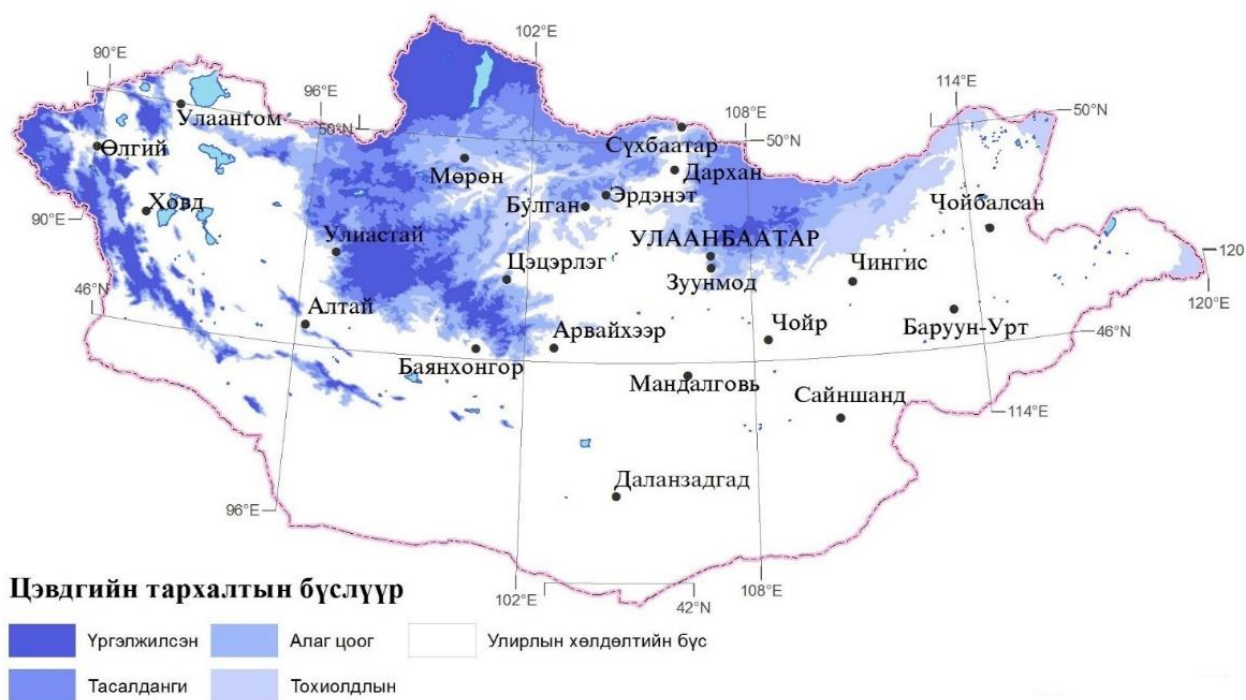 102°E
90°E
114°E
96°E
108°E
50°N
50°N
50°N
Улаангом
Сүхбаатар
Өлгий
Мөрөн
Дархан
Эрдэнэт
Ховд
Булган
Чойбалсан
90°E
Улиастай
УЛААНБААТАР
120
Цэцэрлэг
Чингис
Зуунмод
46°N
120°E
Алтай
Арвайхээр
Чойр
Баруун-Урт
46°N
Баянхонгор
Мандалговь
Сайншанд
114°E
Даланзадгад
96°E
Цэвдгийн тархалтын бүслүүр
102°E
42°N
108°E
Үргэлжилсэн
Алаг цоог
Улирлын хөлдөлтийн бүс
Тасалданги
Тохиолдлын